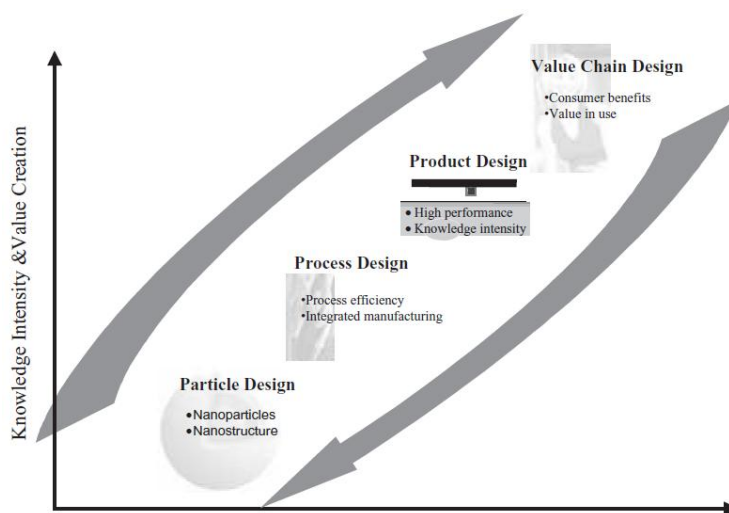 Value Chain Design
•Consumer benefits
•Value in use
Product Design
• High performance
• Knowledge intensity
Process Design
•Process efficiency
•Integrated manufacturing
Particle Design
•Nanoparticles
•Nanostructure
Knowledge Intensity &Value Creation